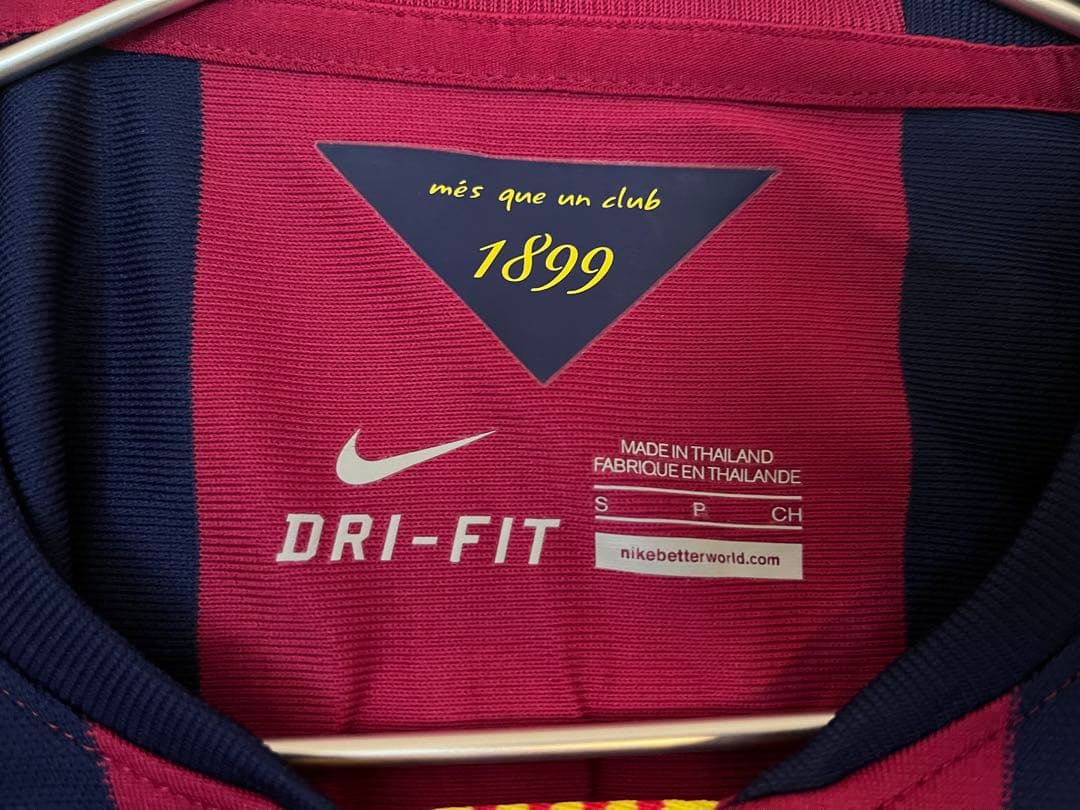 més que un club
1899
DRI-FIT
MADE IN THAILAND
FABRIQUE EN THAILANDE
S P CH
nikebetterworld.com